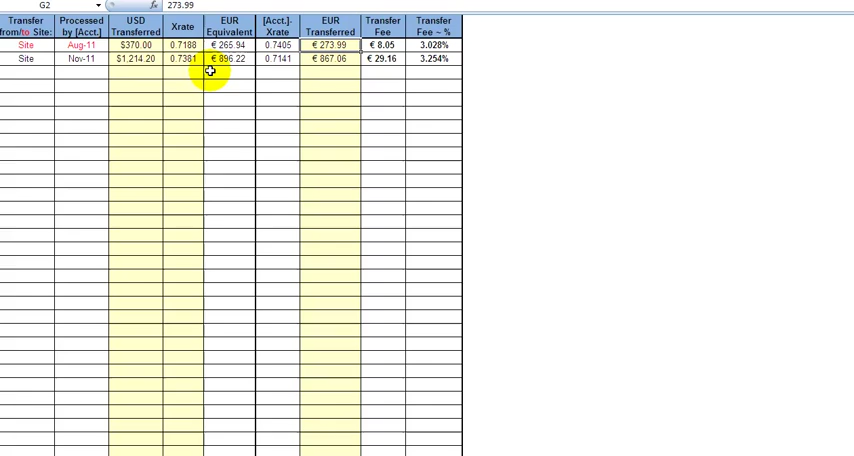 G2 fx 273.99
Transfer from/to Site: Processed by [Acct.] USD Transferred Xrate EUR Equivalent [Acct.]- Xrate EUR Transferred Transfer Fee Transfer Fee ~ %
Site Aug-11 $370.00 0.7188 € 265.94 0.7405 € 273.99 € 8.05 3.028%
Site Nov-11 $1,214.20 0.7381 € 896.22 0.7141 € 867.06 € 29.16 3.254%